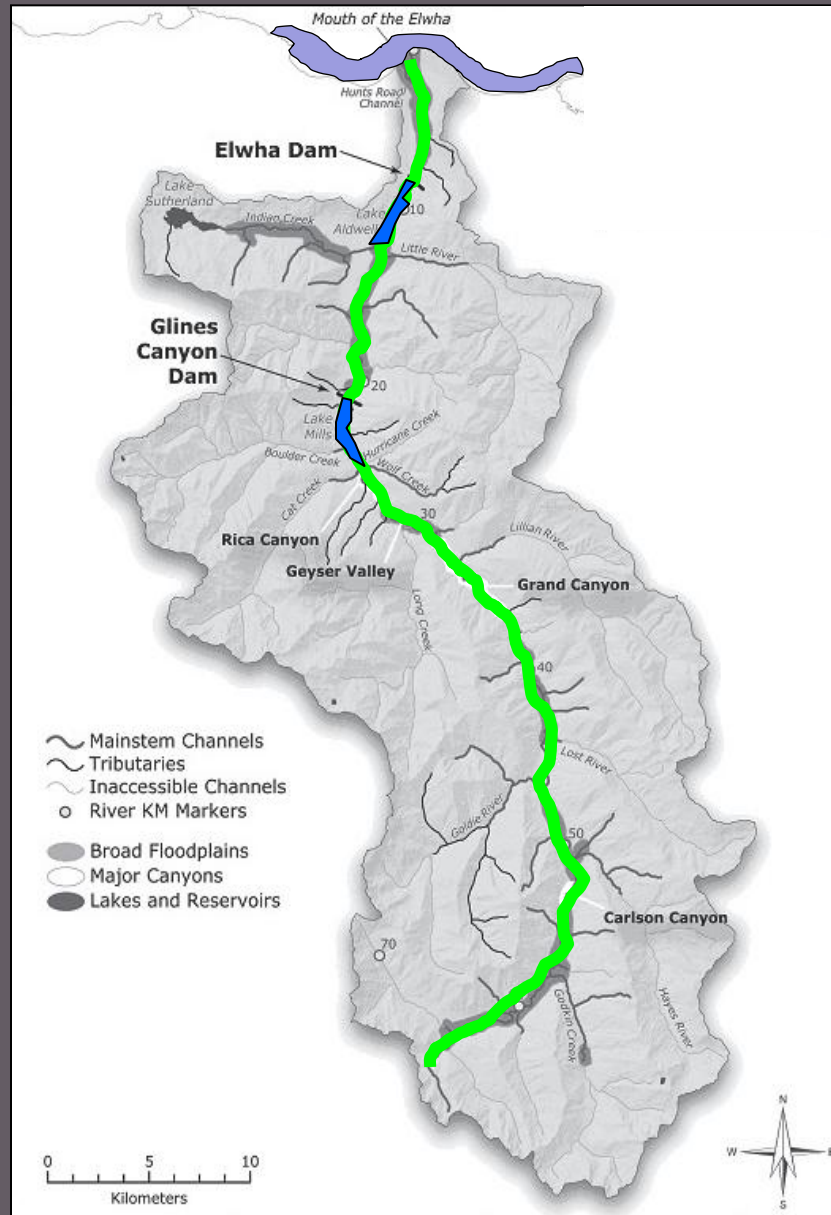 Mouth of the Elwha
Hunts Road
Channel
Elwha Dam
Lake
Sutherland
Indian Creek
Lake
Aldwell
10
Little River
Glines
Canyon
Dam
20
Lake
Mills
Hurricane Creek
Boulder Creek
Wolf Creek
Cat Creek
30
Rica Canyon
Lillian River
Geyser Valley
Grand Canyon
Long Creek
40
Mainstem Channels
Tributaries
Inaccessible Channels
River KM Markers
Lost River
Goldie River
50
Broad Floodplains
Major Canyons
Lakes and Reservoirs
Carlson Canyon
70
Godkin Creek
Hayes River
0 5 10
Kilometers
N
W E
S